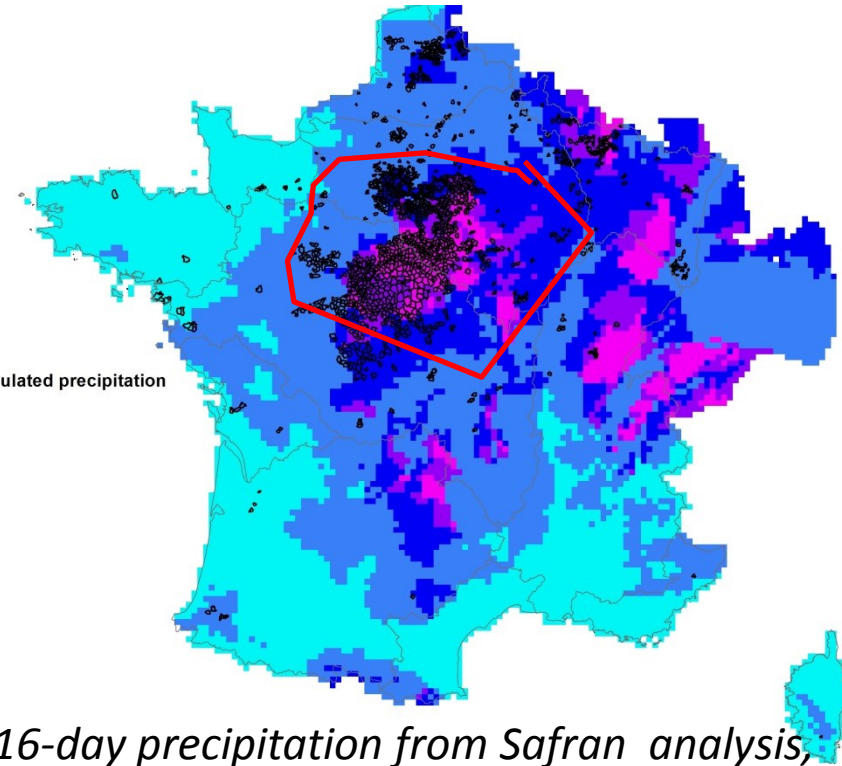 ulated precipitation
16-day precipitation from Safran analysis,